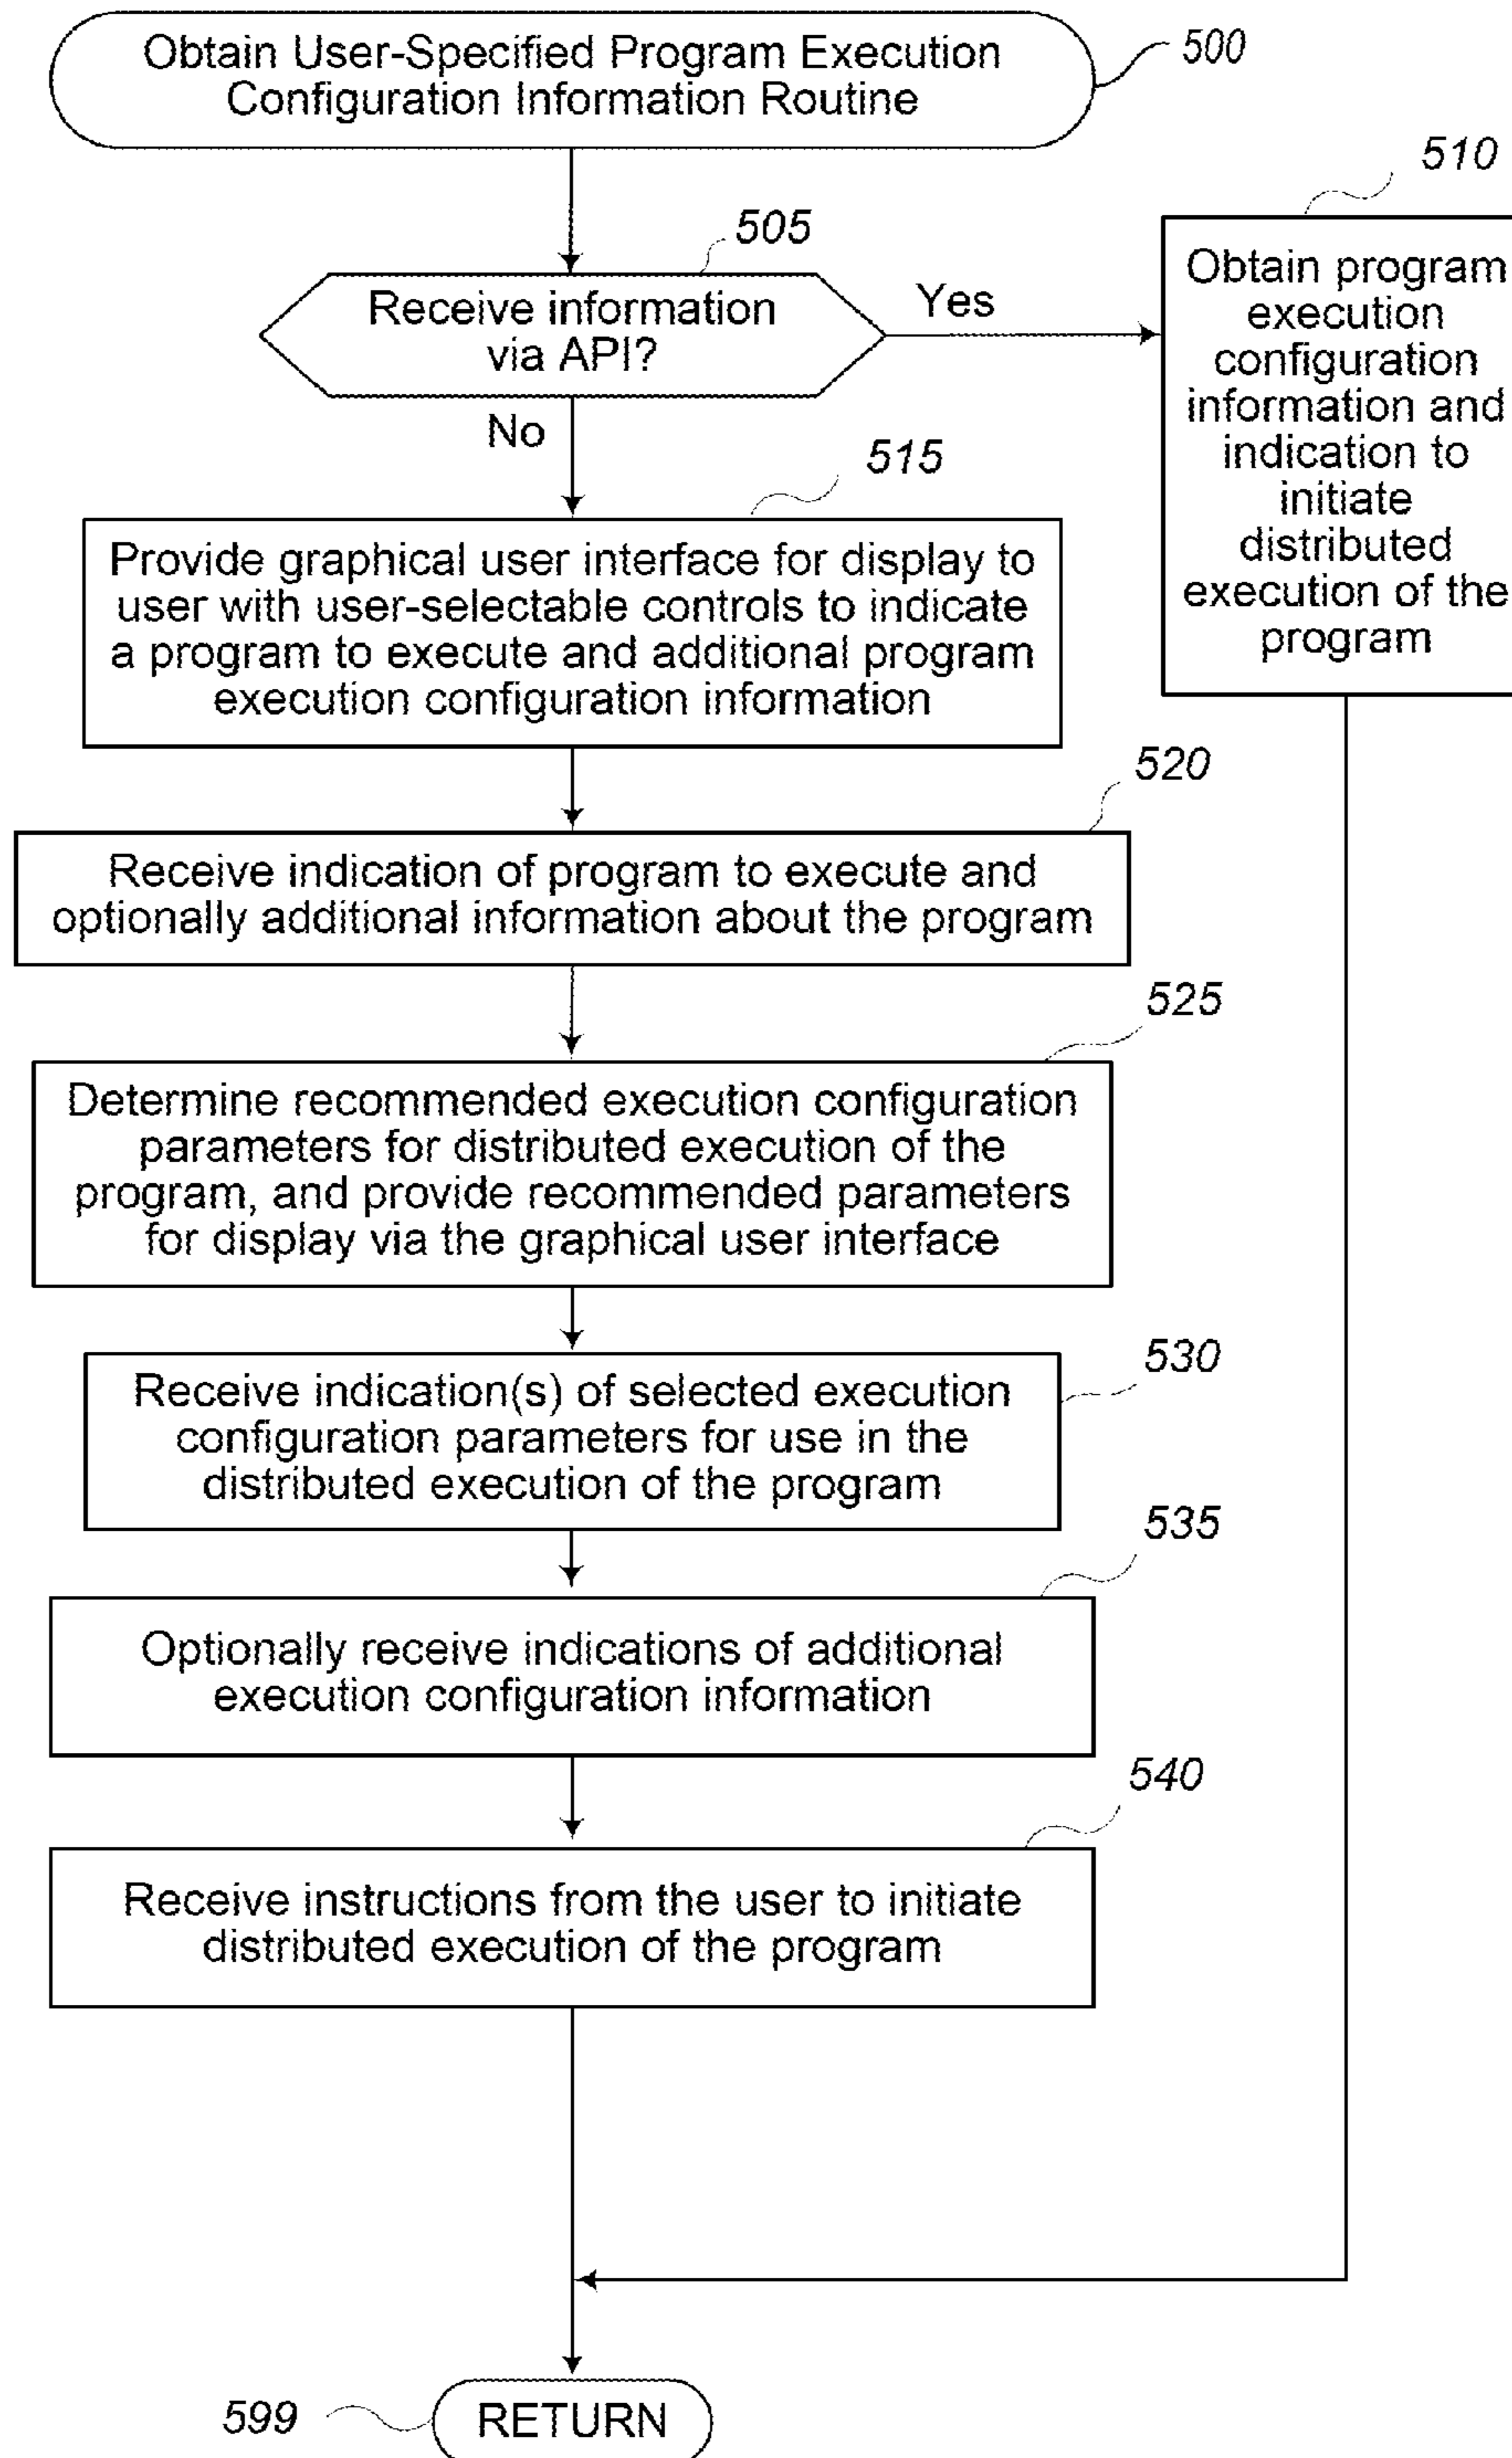 Obtain User-Specified Program Execution
Configuration Information Routine
500
505
Receive information
via API?
Yes
510
Obtain program
execution
configuration
information and
indication to
initiate
distributed
execution of the
program
No
515
Provide graphical user interface for display to
user with user-selectable controls to indicate
a program to execute and additional program
execution configuration information
520
Receive indication of program to execute and
optionally additional information about the program
525
Determine recommended execution configuration
parameters for distributed execution of the
program, and provide recommended parameters
for display via the graphical user interface
530
Receive indication(s) of selected execution
configuration parameters for use in the
distributed execution of the program
535
Optionally receive indications of additional
execution configuration information
540
Receive instructions from the user to initiate
distributed execution of the program
599
RETURN